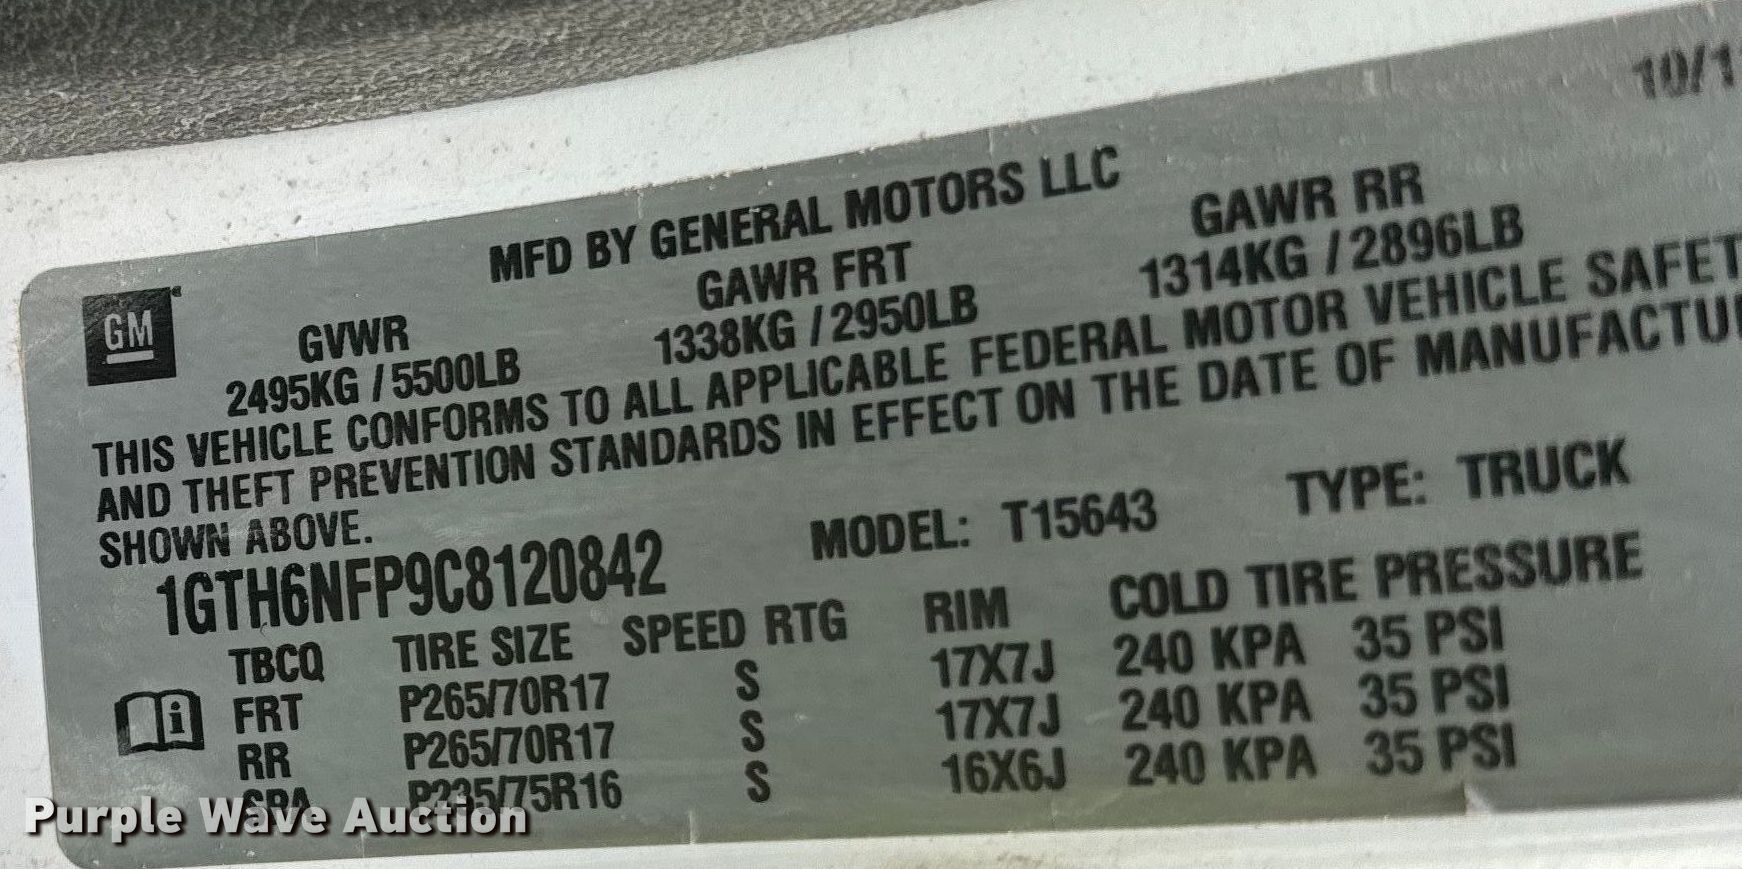 10/1
MFD BY GENERAL MOTORS LLC
GM
GVWR GAWR FRT GAWR RR
2495KG / 5500LB 1338KG / 2950LB 1314KG / 2896LB
THIS VEHICLE CONFORMS TO ALL APPLICABLE FEDERAL MOTOR VEHICLE SAFET
AND THEFT PREVENTION STANDARDS IN EFFECT ON THE DATE OF MANUFACTU
SHOWN ABOVE.
1GTH6NFP9C8120842 MODEL: T15643 TYPE: TRUCK
TBCQ TIRE SIZE SPEED RTG RIM COLD TIRE PRESSURE
FRT P265/70R17 S 17X7J 240 KPA 35 PSI
RR P265/70R17 S 17X7J 240 KPA 35 PSI
SPA P235/75R16 S 16X6J 240 KPA 35 PSI
Purple Wave Auction